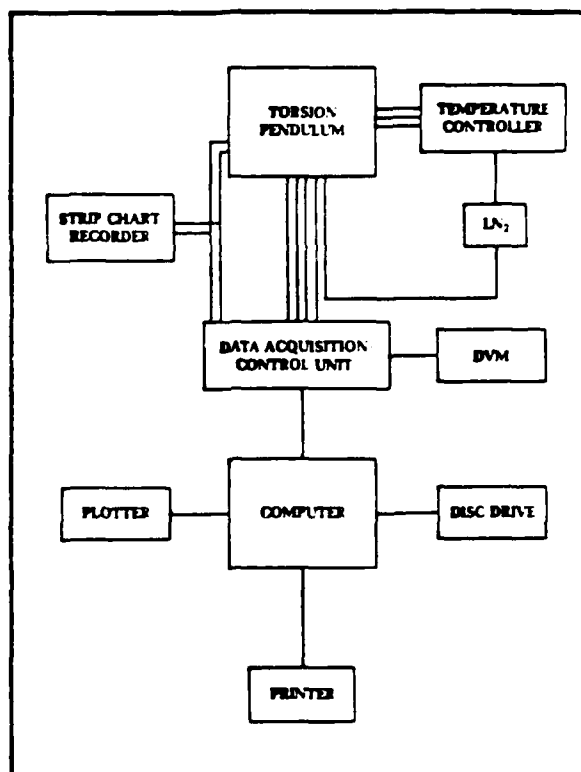 TORSION
PENDULUM
TEMPERATURE
CONTROLLER
STRIP CHART
RECORDER
LN₂
DATA ACQUISITION
CONTROL UNIT
DVM
PLOTTER
COMPUTER
DISC DRIVE
PRINTER